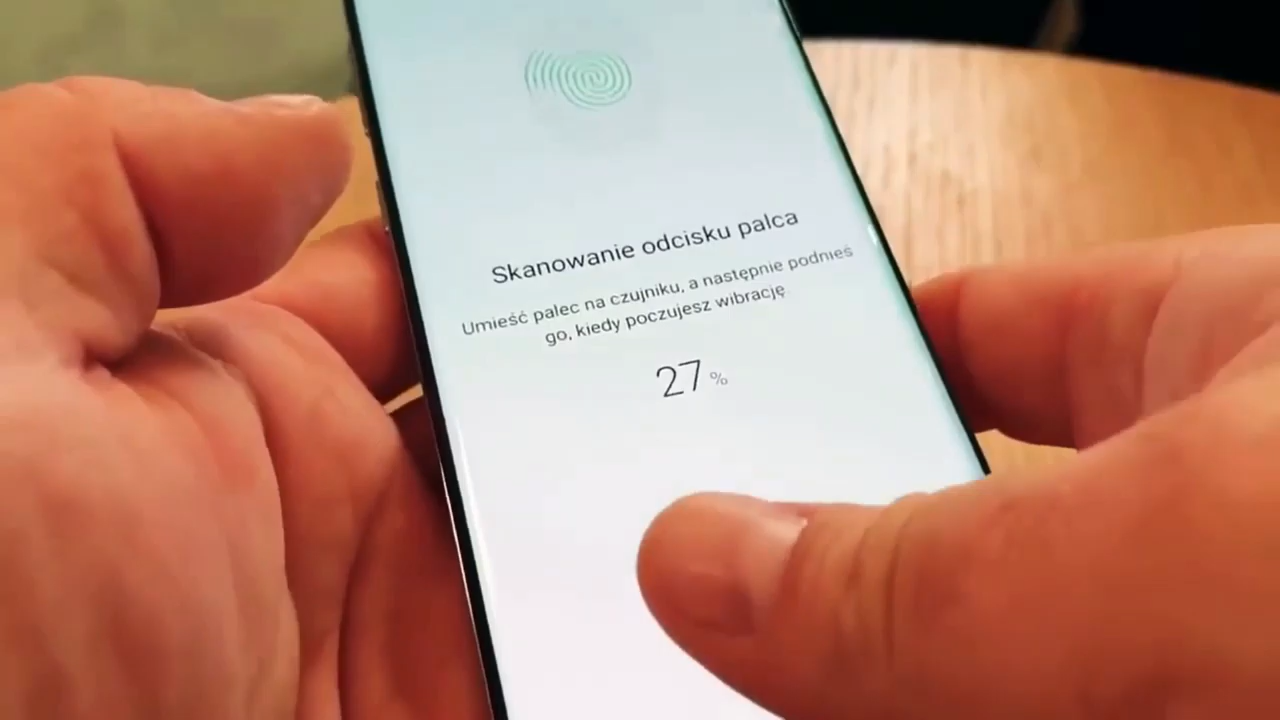 Skanowanie odcisku palca
Umieść palec na czujniku, a następnie podnieś
go, kiedy poczujesz wibrację
27 %